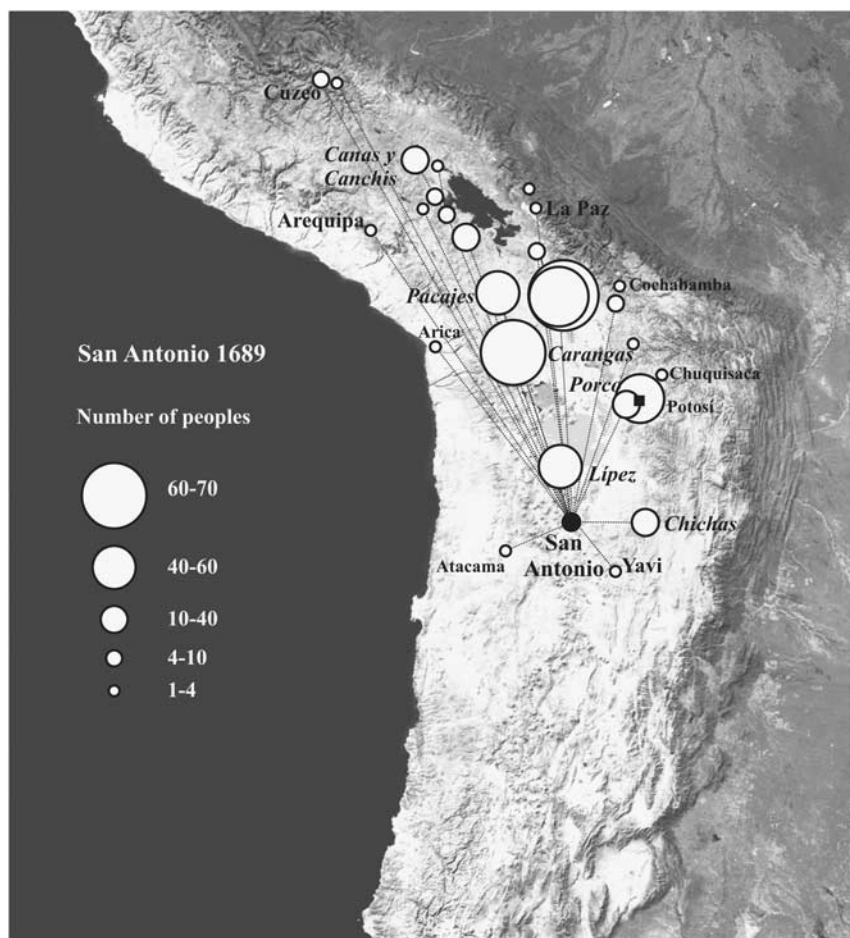 Cuzco
Canas y
Canchis
La Paz
Arequipa
Pacajes
Cochabamba
Arica
Carangas
San Antonio 1689
Porco
Chuquisaca
Potosí
Number of peoples
Lípez
60-70
Chichas
San
Antonio
Atacama
Yavi
40-60
10-40
4-10
1-4